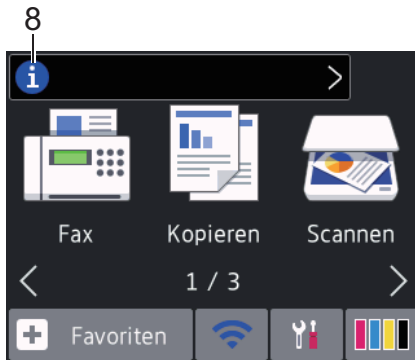 8
i
Fax Kopieren Scannen
1 / 3
Favoriten